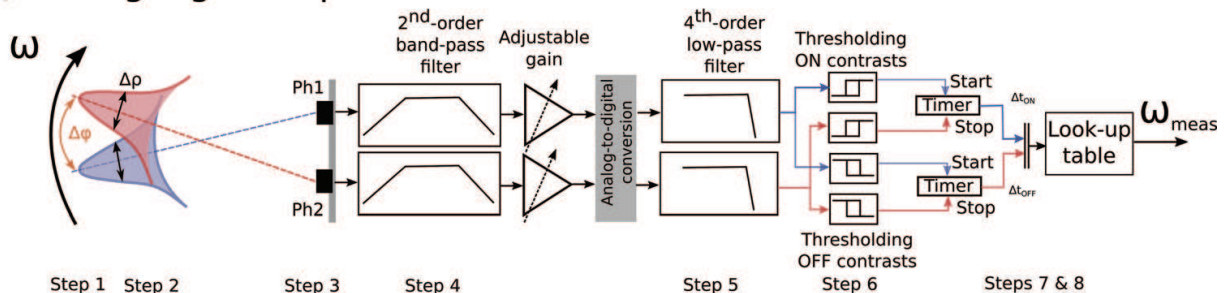 ω
Δρ
Δφ
Ph1
Ph2
2nd-order
band-pass
filter
Adjustable
gain
Analog-to-digital
conversion
4th-order
low-pass
filter
Thresholding
ON contrasts
Start
Timer
Stop
Start
Timer
Stop
Thresholding
OFF contrasts
ΔtON
ΔtOFF
Look-up
table
ωmeas
Step 1
Step 2
Step 3
Step 4
Step 5
Step 6
Steps 7 & 8